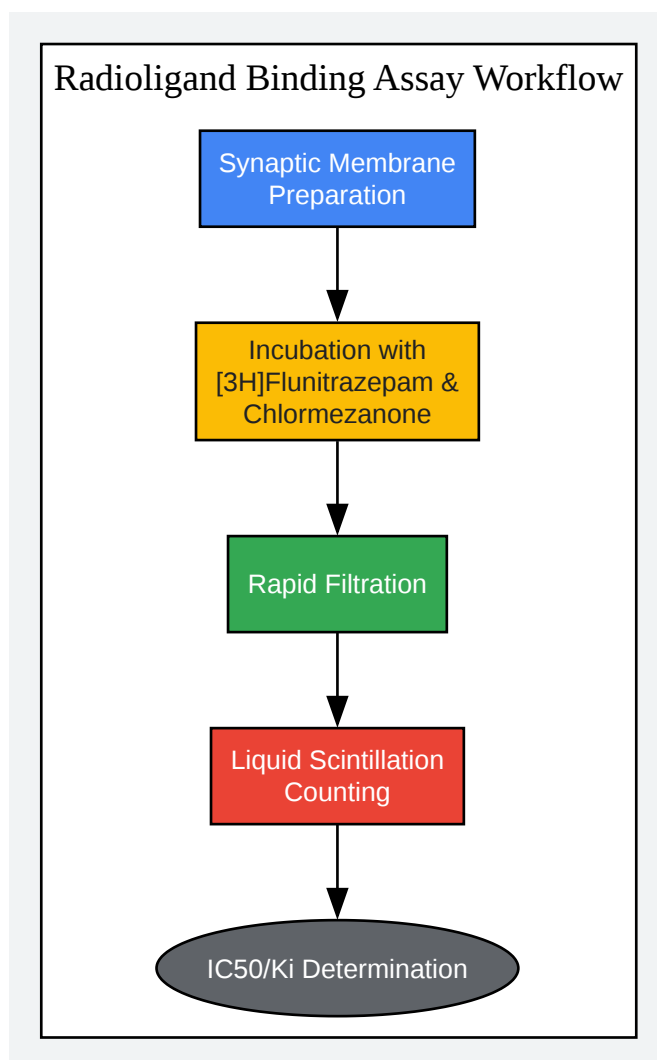 Radioligand Binding Assay Workflow
Synaptic Membrane
Preparation
Incubation with
[3H]Flunitrazepam &
Chlormezanone
Rapid Filtration
Liquid Scintillation
Counting
IC50/Ki Determination